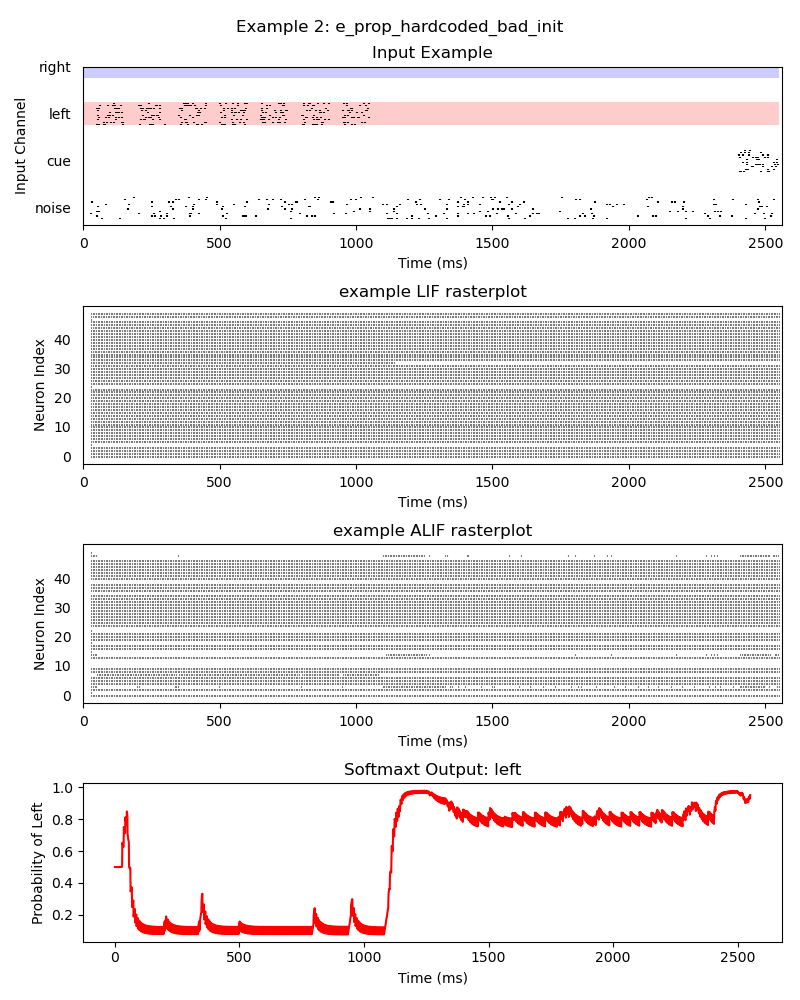 Example 2: e_prop_hardcoded_bad_init
Input Example
Input Channel
right
left
cue
noise
0 500 1000 1500 2000 2500
Time (ms)
example LIF rasterplot
Neuron Index
40
30
20
10
0
0 500 1000 1500 2000 2500
Time (ms)
example ALIF rasterplot
Neuron Index
40
30
20
10
0
0 500 1000 1500 2000 2500
Time (ms)
Softmaxt Output: left
Probability of Left
1.0
0.8
0.6
0.4
0.2
0 500 1000 1500 2000 2500
Time (ms)